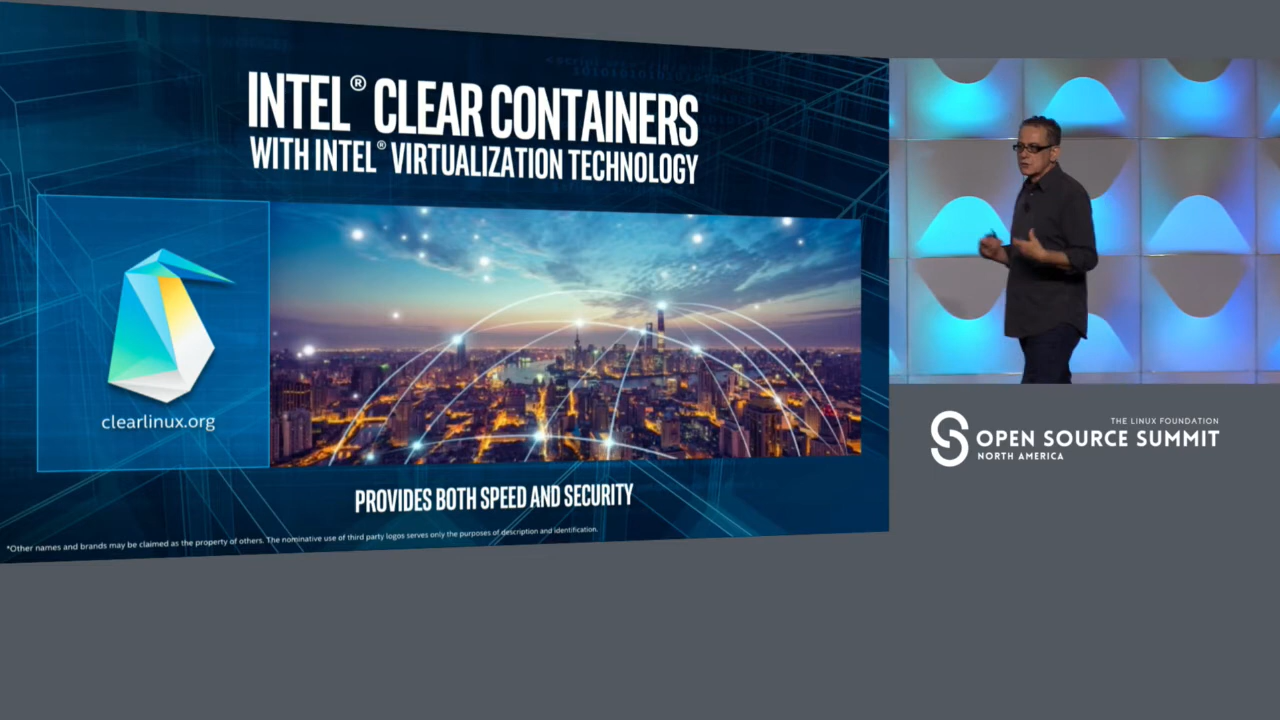 INTEL® CLEAR CONTAINERS
WITH INTEL® VIRTUALIZATION TECHNOLOGY
clearlinux.org
PROVIDES BOTH SPEED AND SECURITY
*Other names and brands may be claimed as the property of others. The nominative use of third party logos serves only the purposes of description and identification.
THE LINUX FOUNDATION
OPEN SOURCE SUMMIT
NORTH AMERICA